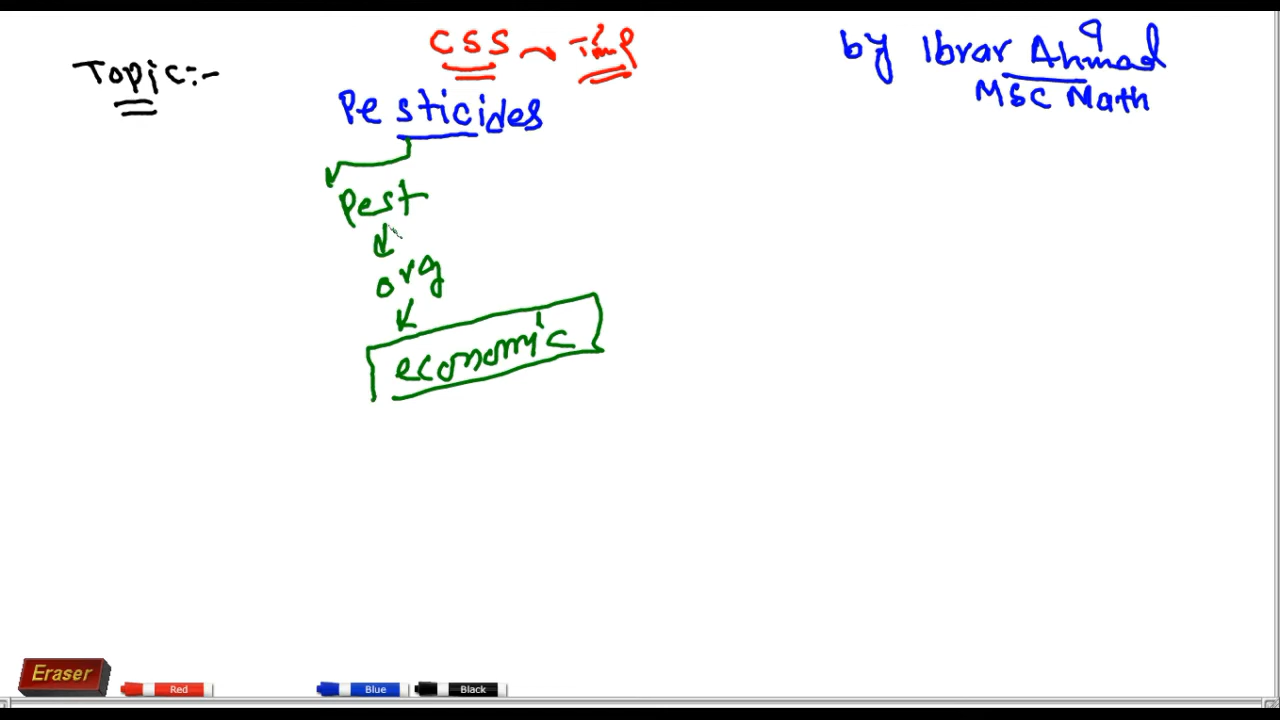 Topic:-
CSS → Imp
by Ibrar Ahmad
MSC Math
Pesticides
Pest
org
economic
Eraser
Red
Blue
Black